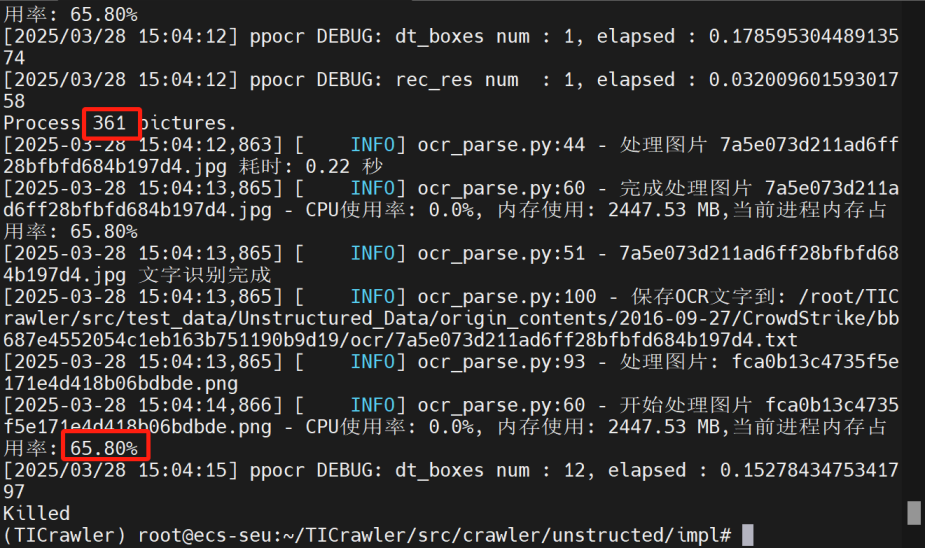 用率: 65.80%
[2025/03/28 15:04:12] ppocr DEBUG: dt_boxes num : 1, elapsed : 0.178595304489135
74
[2025/03/28 15:04:12] ppocr DEBUG: rec_res num  : 1, elapsed : 0.032009601593017
58
Process 361 pictures.
[2025-03-28 15:04:12,863] [    INFO] ocr_parse.py:44 - 处理图片 7a5e073d211ad6ff
28bfbfd684b197d4.jpg 耗时: 0.22 秒
[2025-03-28 15:04:13,865] [    INFO] ocr_parse.py:60 - 完成处理图片 7a5e073d211a
d6ff28bfbfd684b197d4.jpg - CPU使用率: 0.0%, 内存使用: 2447.53 MB,当前进程内存占
用率: 65.80%
[2025-03-28 15:04:13,865] [    INFO] ocr_parse.py:51 - 7a5e073d211ad6ff28bfbfd68
4b197d4.jpg 文字识别完成
[2025-03-28 15:04:13,865] [    INFO] ocr_parse.py:100 - 保存OCR文字到: /root/TIC
rawler/src/test_data/Unstructured_Data/origin_contents/2016-09-27/CrowdStrike/bb
687e4552054c1eb163b751190b9d19/ocr/7a5e073d211ad6ff28bfbfd684b197d4.txt
[2025-03-28 15:04:13,865] [    INFO] ocr_parse.py:93 - 处理图片: fca0b13c4735f5e
171e4d418b06bdbde.png
[2025-03-28 15:04:14,866] [    INFO] ocr_parse.py:60 - 开始处理图片 fca0b13c4735
f5e171e4d418b06bdbde.png - CPU使用率: 0.0%, 内存使用: 2447.53 MB,当前进程内存占
用率: 65.80%
[2025/03/28 15:04:15] ppocr DEBUG: dt_boxes num : 12, elapsed : 0.15278434753417
97
Killed
(TICrawler) root@ecs-seu:~/TICrawler/src/crawler/unstructed/impl#